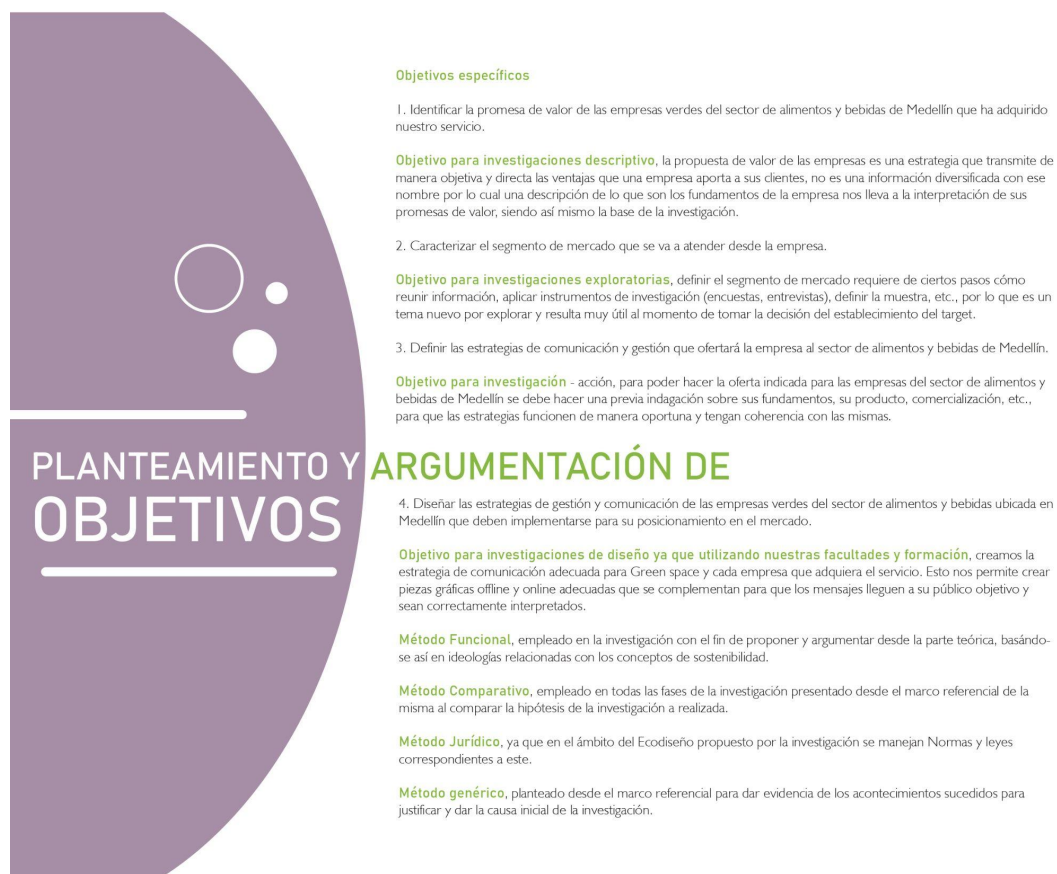 Objetivos específicos
1. Identificar la promesa de valor de las empresas verdes del sector de alimentos y bebidas de Medellín que ha adquirido
nuestro servicio.
Objetivo para investigaciones descriptivo, la propuesta de valor de las empresas es una estrategia que transmite de
manera objetiva y directa las ventajas que una empresa aporta a sus clientes, no es una información diversificada con ese
nombre por lo cual una descripción de lo que son los fundamentos de la empresa nos lleva a la interpretación de sus
promesas de valor, siendo así mismo la base de la investigación.
2. Caracterizar el segmento de mercado que se va a atender desde la empresa.
Objetivo para investigaciones exploratorias, definir el segmento de mercado requiere de ciertos pasos cómo
reunir información, aplicar instrumentos de investigación (encuestas, entrevistas), definir la muestra, etc., por lo que es un
tema nuevo por explorar y resulta muy útil al momento de tomar la decisión del establecimiento del target.
3. Definir las estrategias de comunicación y gestión que ofertará la empresa al sector de alimentos y bebidas de Medellín.
Objetivo para investigación - acción, para poder hacer la oferta indicada para las empresas del sector de alimentos y
bebidas de Medellín se debe hacer una previa indagación sobre sus fundamentos, su producto, comercialización, etc.,
para que las estrategias funcionen de manera oportuna y tengan coherencia con las mismas.
PLANTEAMIENTO Y ARGUMENTACIÓN DE
OBJETIVOS
4. Diseñar las estrategias de gestión y comunicación de las empresas verdes del sector de alimentos y bebidas ubicada en
Medellín que deben implementarse para su posicionamiento en el mercado.
Objetivo para investigaciones de diseño ya que utilizando nuestras facultades y formación, creamos la
estrategia de comunicación adecuada para Green space y cada empresa que adquiera el servicio. Esto nos permite crear
piezas gráficas offline y online adecuadas que se complementan para que los mensajes lleguen a su público objetivo y
sean correctamente interpretados.
Método Funcional, empleado en la investigación con el fin de proponer y argumentar desde la parte teórica, basándo-
se así en ideologías relacionadas con los conceptos de sostenibilidad.
Método Comparativo, empleado en todas las fases de la investigación presentado desde el marco referencial de la
misma al comparar la hipótesis de la investigación a realizada.
Método Jurídico, ya que en el ámbito del Ecodiseño propuesto por la investigación se manejan Normas y leyes
correspondientes a este.
Método genérico, planteado desde el marco referencial para dar evidencia de los acontecimientos sucedidos para
justificar y dar la causa inicial de la investigación.